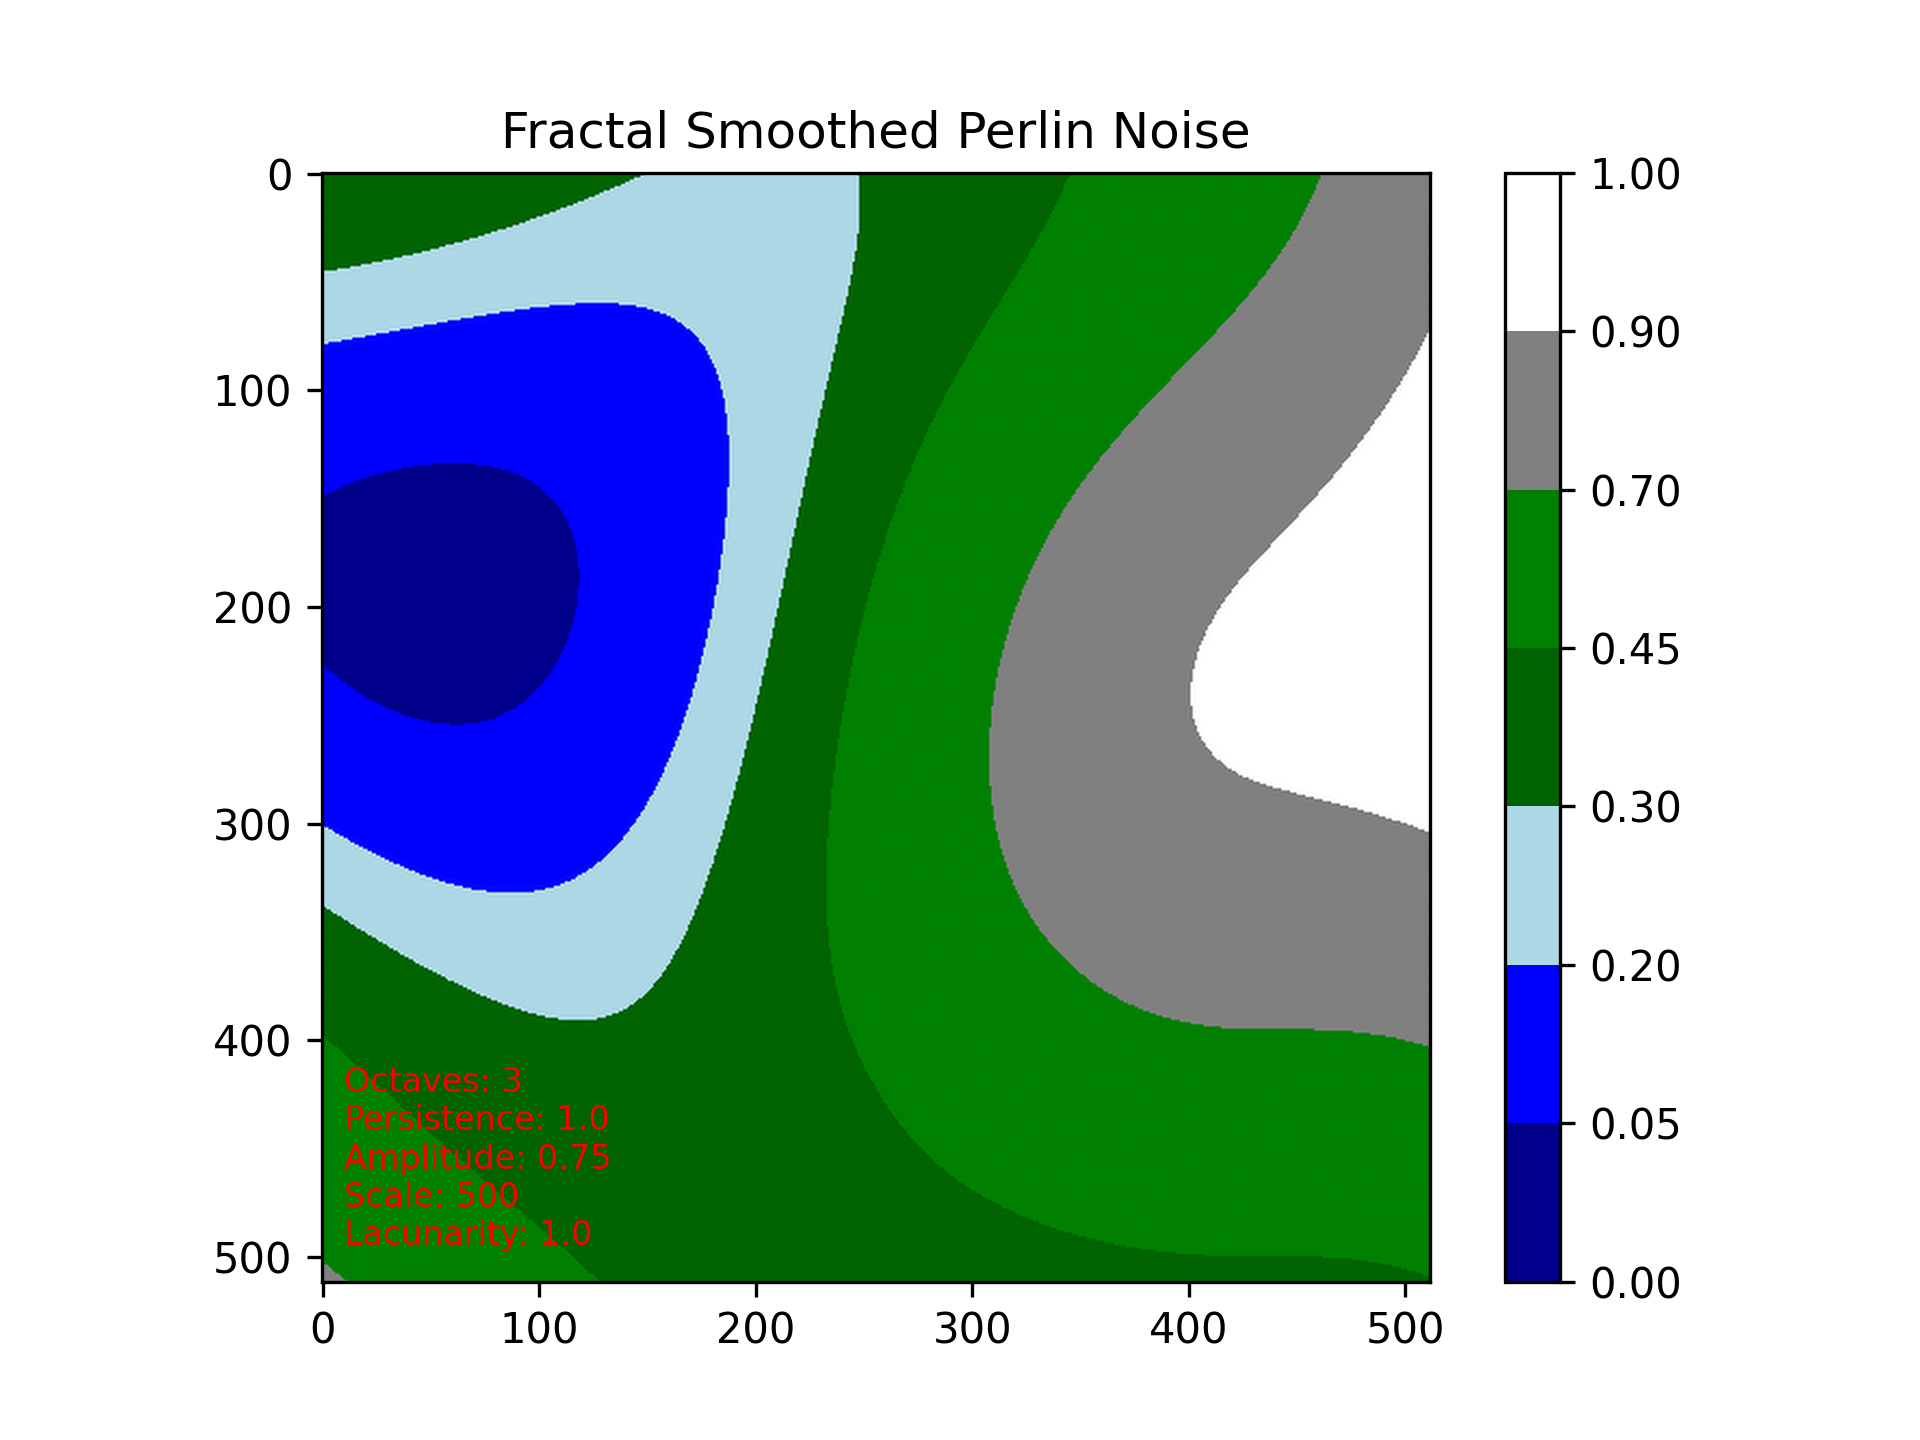 Fractal Smoothed Perlin Noise
0
100
200
300
400
500
Octaves: 3
Persistence: 1.0
Amplitude: 0.75
Scale: 500
Lacunarity: 1.0
0 100 200 300 400 500
1.00
0.90
0.70
0.45
0.30
0.20
0.05
0.00